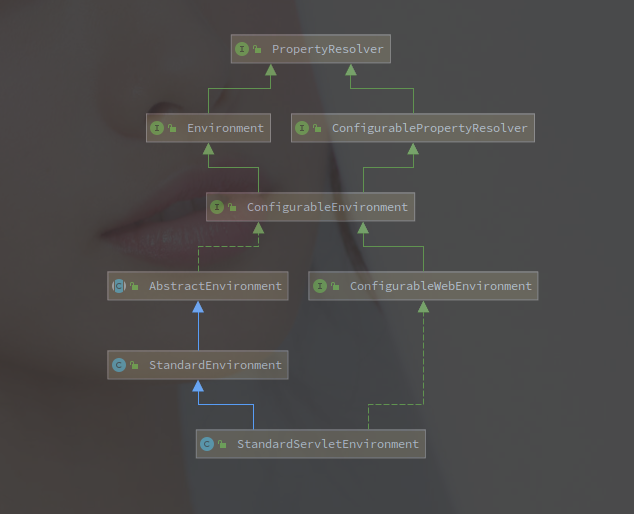 PropertyResolver
Environment
ConfigurablePropertyResolver
ConfigurableEnvironment
AbstractEnvironment
ConfigurableWebEnvironment
StandardEnvironment
StandardServletEnvironment